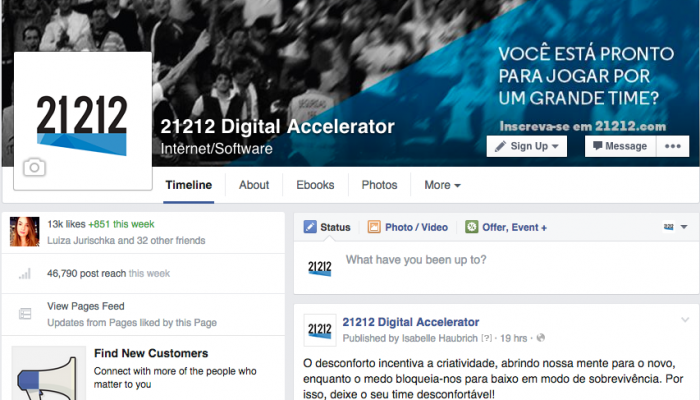 VOCÊ ESTÁ PRONTO
PARA JOGAR POR
UM GRANDE TIME?
Inscreva-se em 21212.com
21212
21212 Digital Accelerator
Internet/Software
Sign Up
Message
Timeline About Ebooks Photos More
13k likes +851 this week
Luiza Jurischka and 32 other friends
46,790 post reach this week
View Pages Feed
Updates from Pages liked by this Page
Find New Customers
Connect with more of the people who
matter to you
Status Photo / Video Offer, Event +
21212
21212
What have you been up to?
21212
21212 Digital Accelerator
Published by Isabelle Haubrich [?] · 19 hrs ·
O desconforto incentiva a criatividade, abrindo nossa mente para o novo,
enquanto o medo bloqueia-nos para baixo em modo de sobrevivência. Por
isso, deixe o seu time desconfortável!